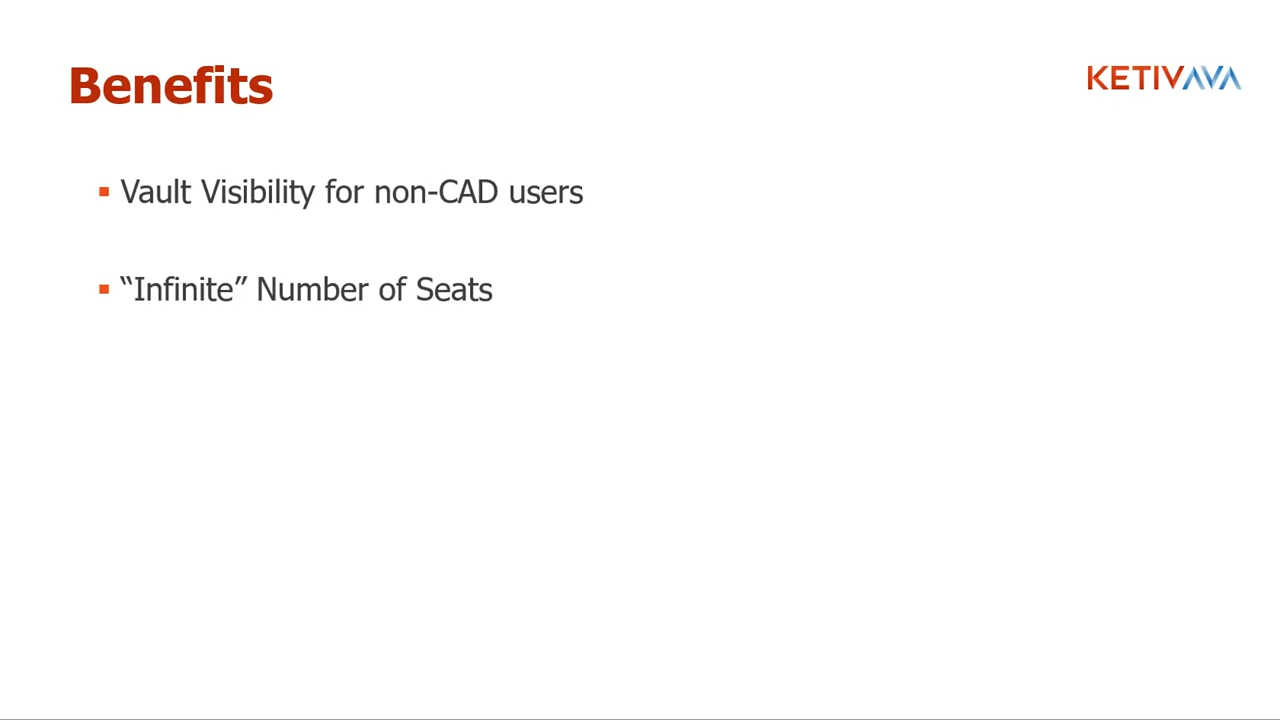 Benefits
KETIVAVA
Vault Visibility for non-CAD users
“Infinite” Number of Seats